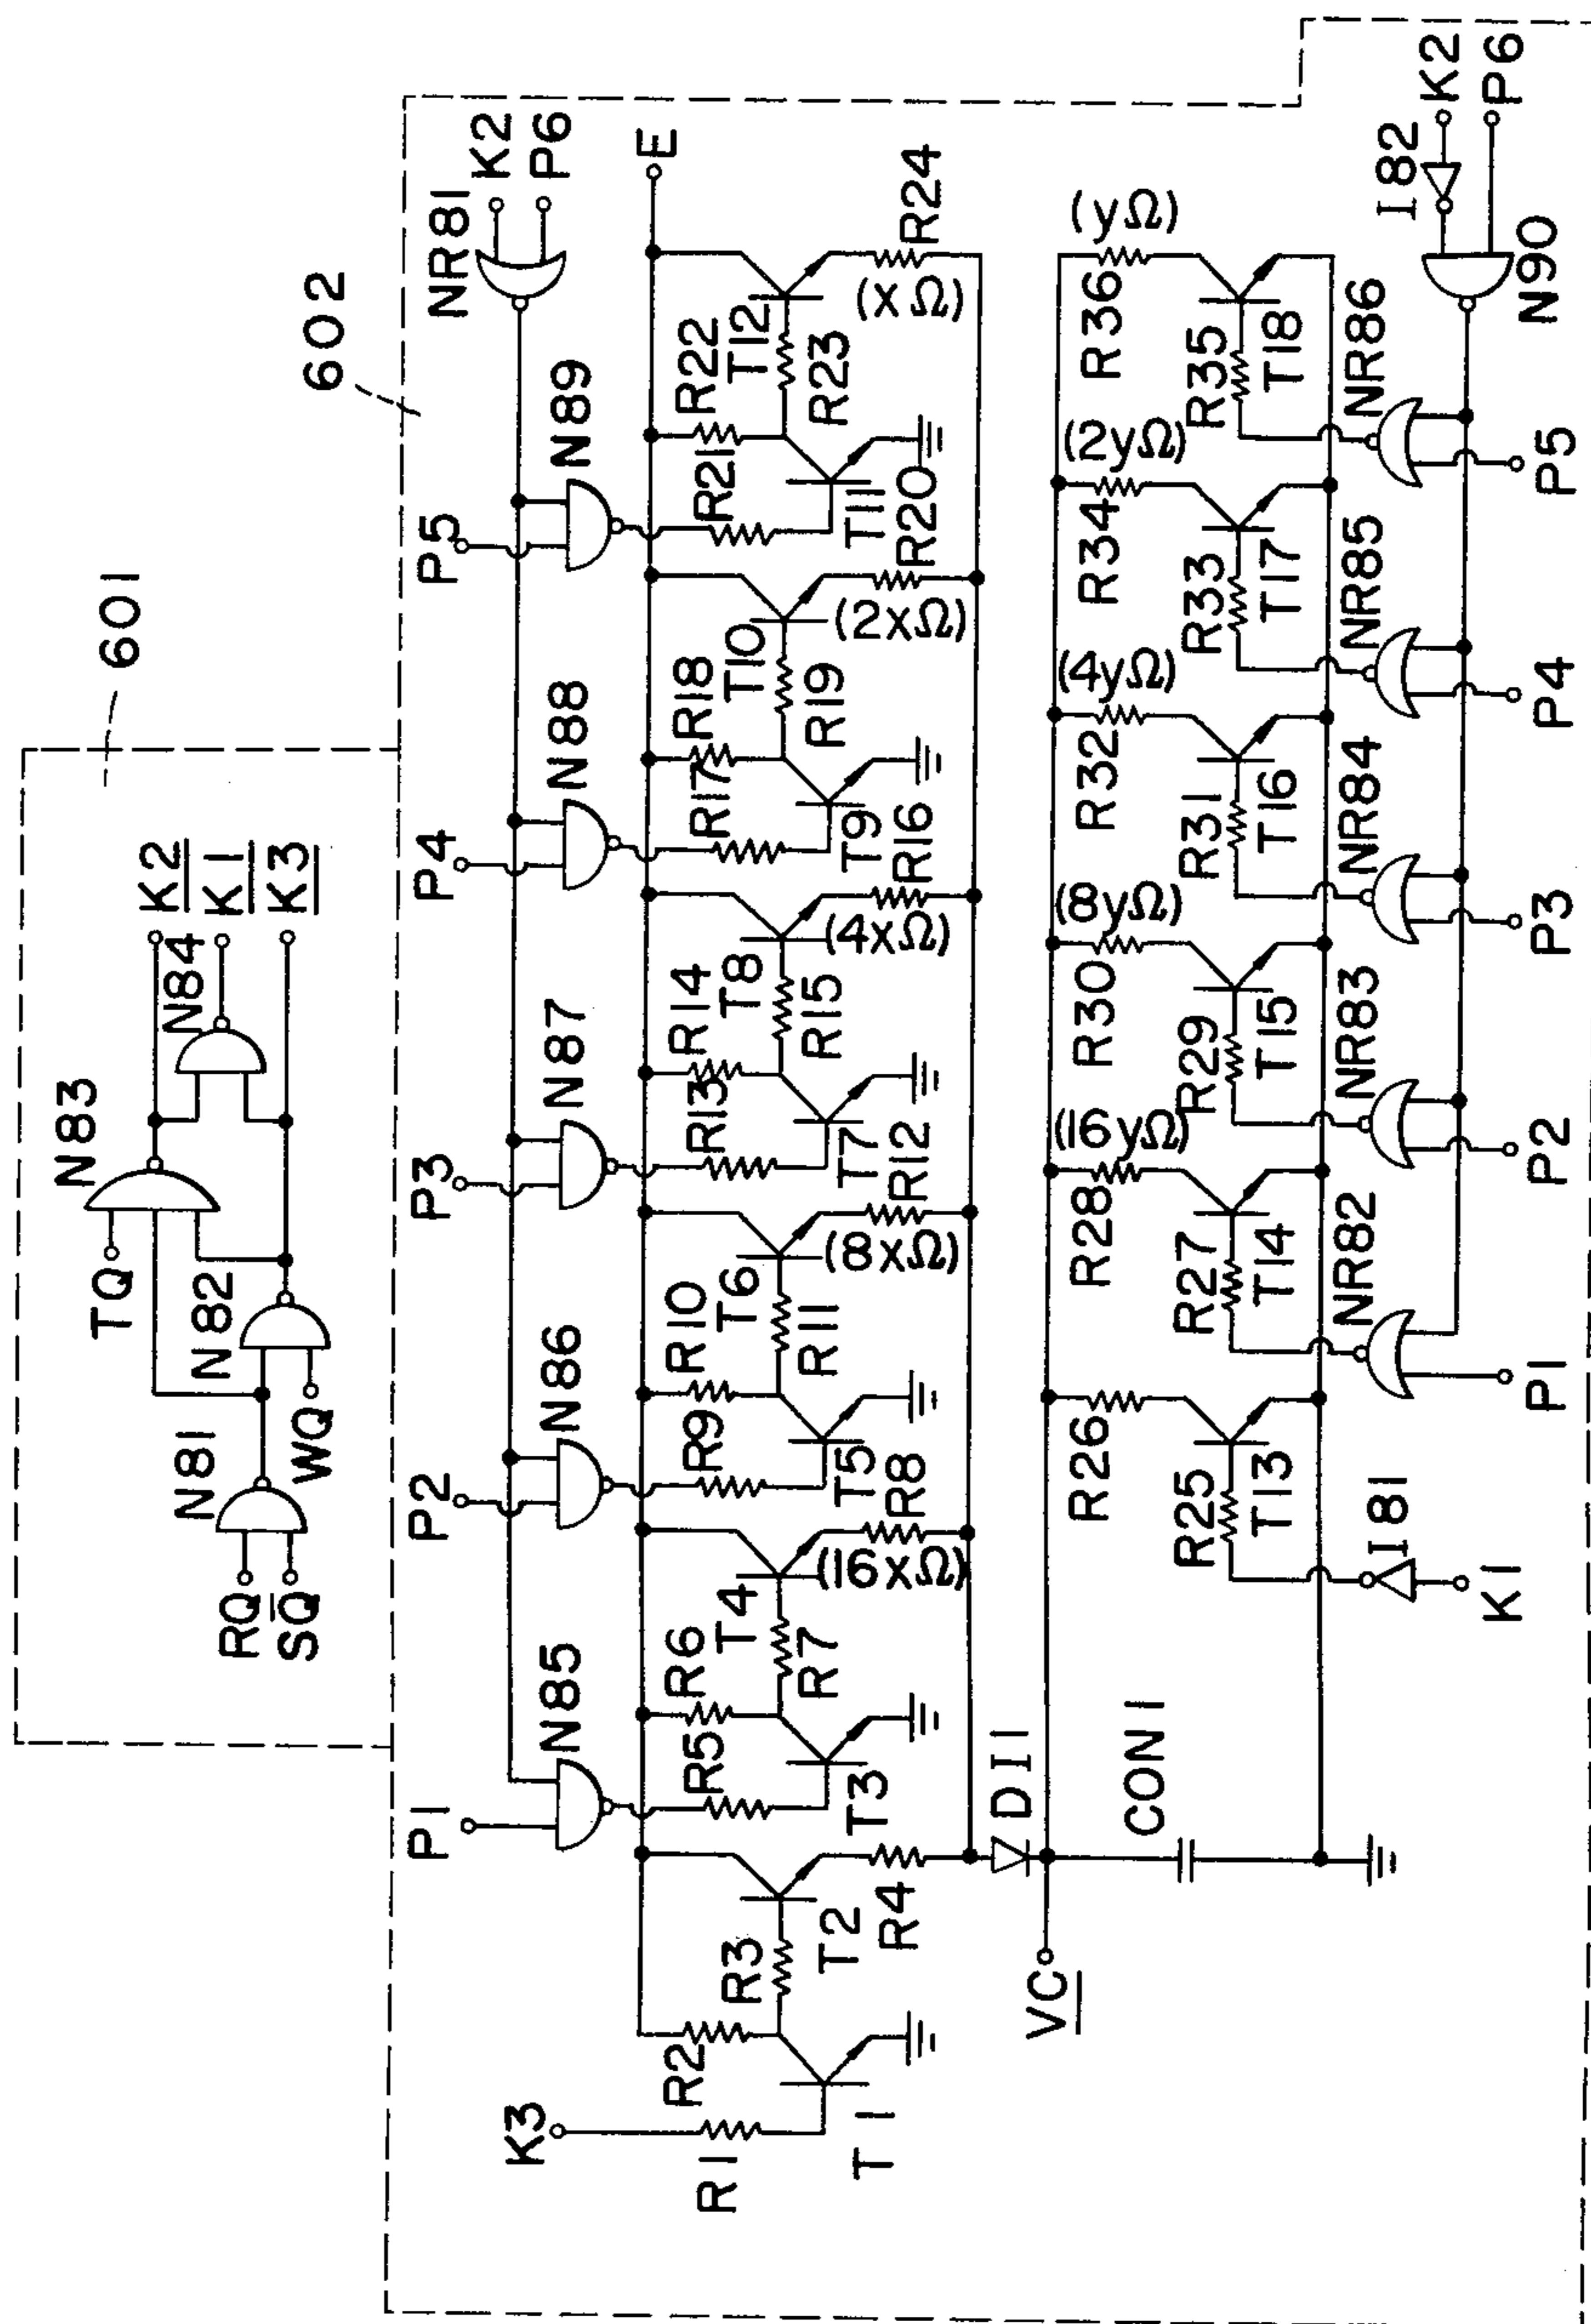 601
RQ
SQ̅
N81
WQ
N82
TQ
N83
N84
K2
K1
K3
602
P1
P2
P3
P4
P5
NR81
K2
P6
N85
N86
N87
N88
N89
E
K3
R1
R2
T1
R3
T2
R4
R5
R6
T3
T4
R7
R8
(16xΩ)
R9
R10
T5
T6
R11
R12
(8xΩ)
R13
R14
T7
T8
R15
R16
(4xΩ)
R17
R18
T9
T10
R19
R20
(2xΩ)
R21
R22
T11
T12
R23
R24
(xΩ)
D11
VC
CON1
R26
R25
T13
I81
K1
R28
(16yΩ)
R27
T14
NR82
P1
R30
(8yΩ)
R29
T15
NR83
P2
R32
(4yΩ)
R31
T16
NR84
P3
R34
(2yΩ)
R33
T17
NR85
P4
R36
(yΩ)
R35
T18
NR86
P5
N90
I82
K2
P6